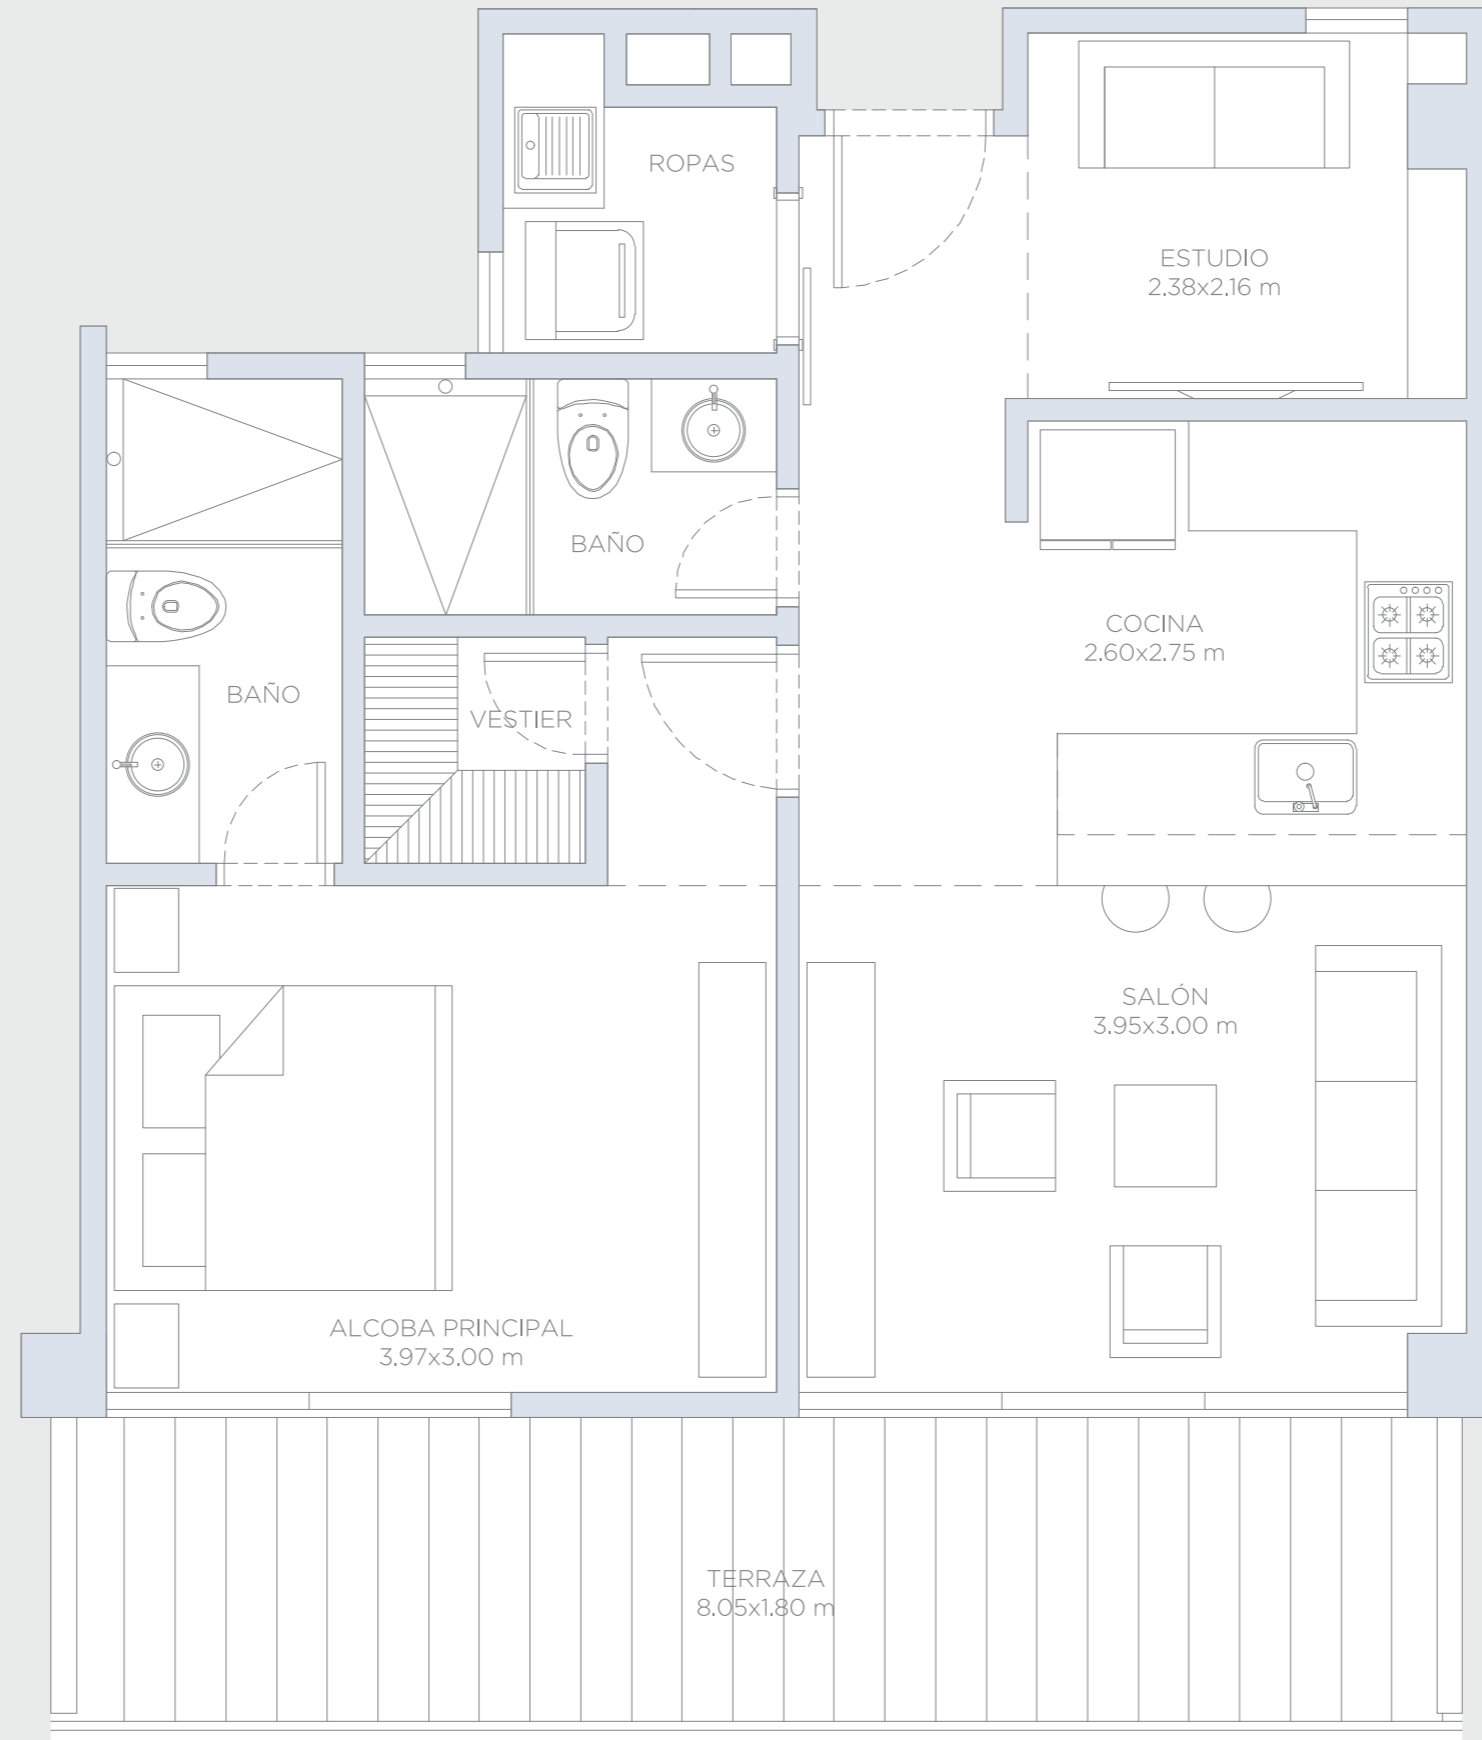 ROPAS
ESTUDIO
2.38x2.16 m
BAÑO
COCINA
2.60x2.75 m
BAÑO
VESTIER
SALÓN
3.95x3.00 m
ALCOBA PRINCIPAL
3.97x3.00 m
TERRAZA
8.05x1.80 m